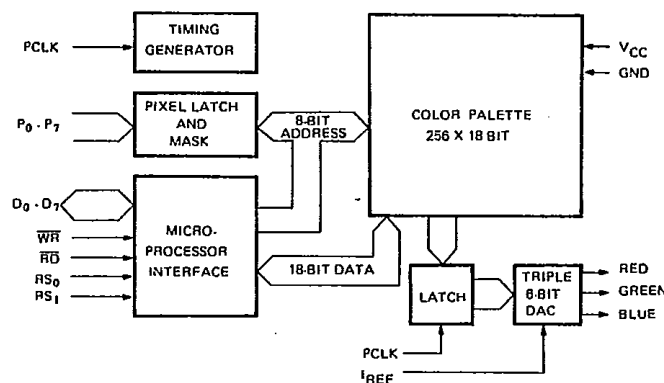 PCLK
TIMING
GENERATOR
P0 - P7
PIXEL LATCH
AND
MASK
8-BIT
ADDRESS
COLOR PALETTE
256 X 18 BIT
VCC
GND
D0 - D7
WR
RD
RS0
RS1
MICRO-
PROCESSOR
INTERFACE
18-BIT DATA
LATCH
TRIPLE
6-BIT
DAC
RED
GREEN
BLUE
PCLK
IREF